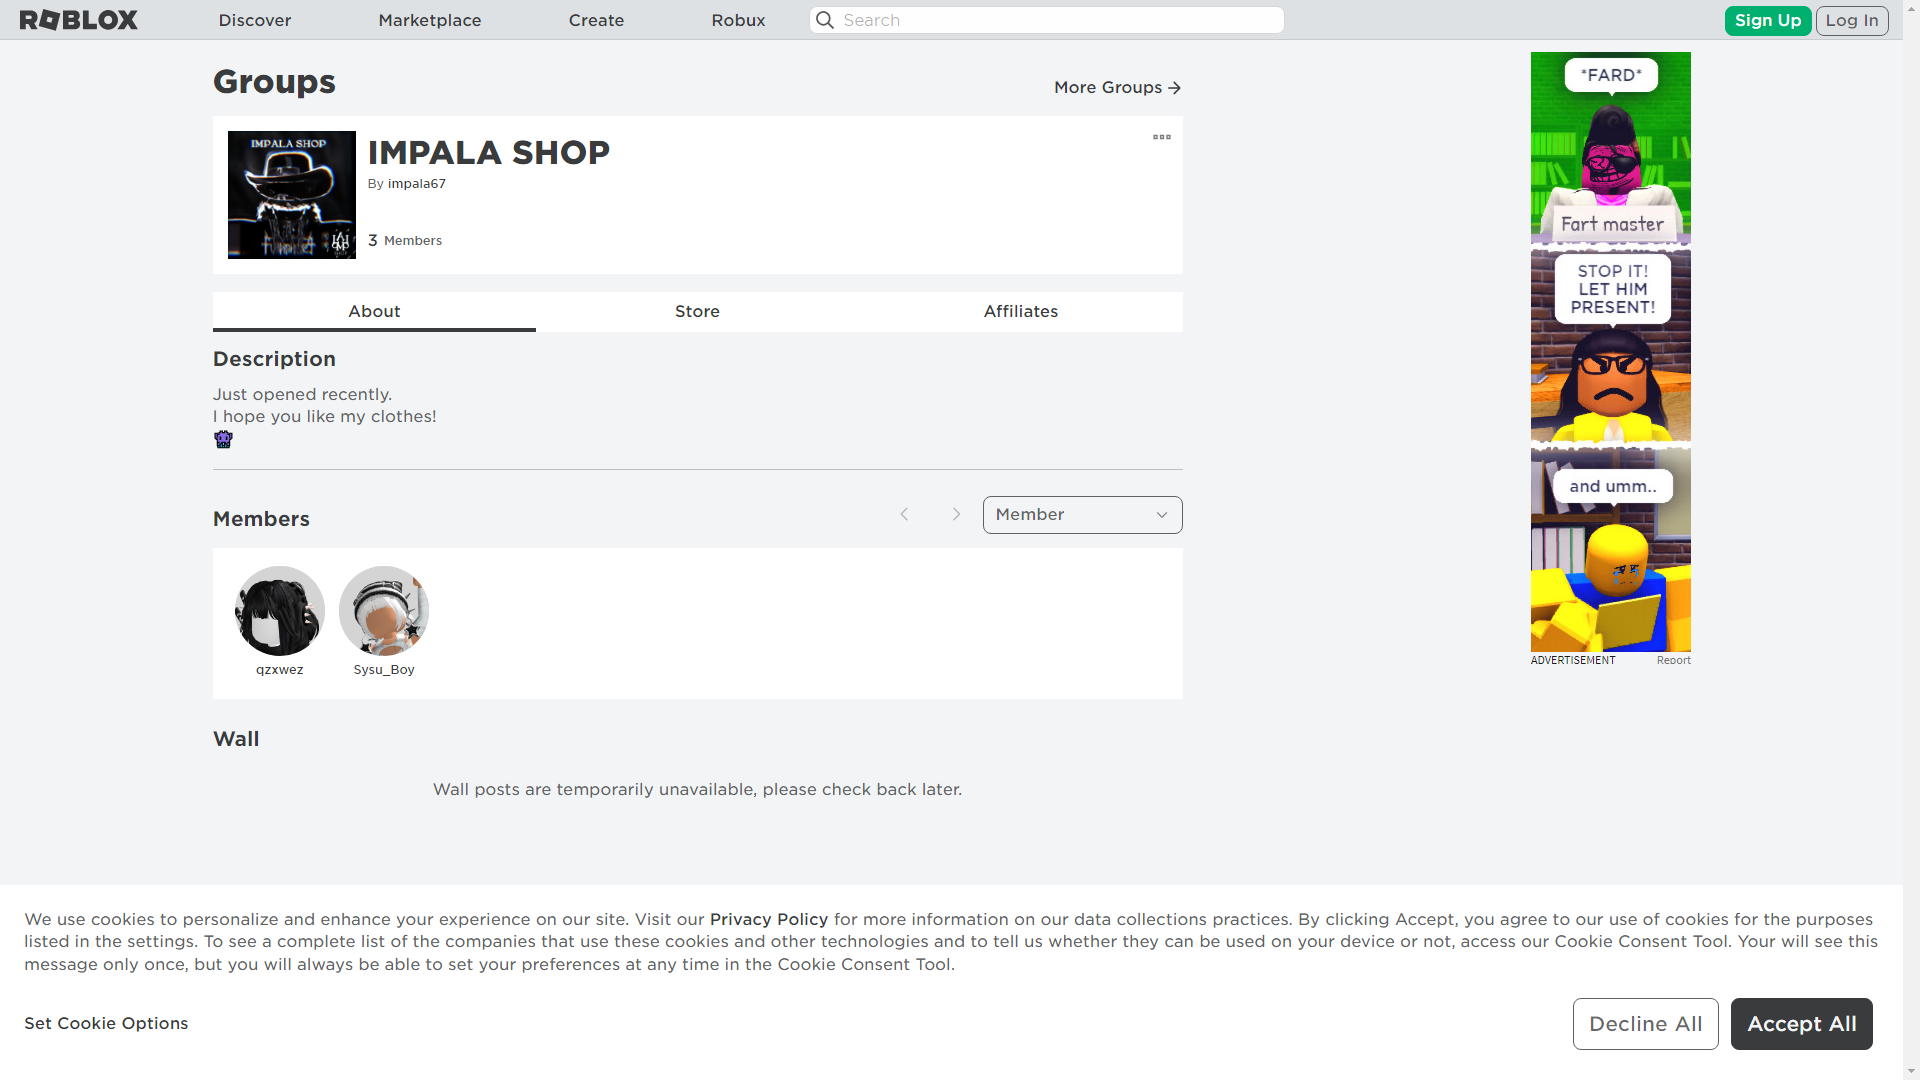 ROBLOX
Discover
Marketplace
Create
Robux
Search
Sign Up
Log In
Groups
More Groups
IMPALA SHOP
IMPALA SHOP
By impala67
3 Members
About
Store
Affiliates
Description
Just opened recently.
I hope you like my clothes!
Members
Member
qzxwez
Sysu_Boy
Wall
Wall posts are temporarily unavailable, please check back later.
*FARD*
Fart master
STOP IT!
LET HIM
PRESENT!
and umm..
ADVERTISEMENT
Report
We use cookies to personalize and enhance your experience on our site. Visit our Privacy Policy for more information on our data collections practices. By clicking Accept, you agree to our use of cookies for the purposes
listed in the settings. To see a complete list of the companies that use these cookies and other technologies and to tell us whether they can be used on your device or not, access our Cookie Consent Tool. Your will see this
message only once, but you will always be able to set your preferences at any time in the Cookie Consent Tool.
Set Cookie Options
Decline All
Accept All